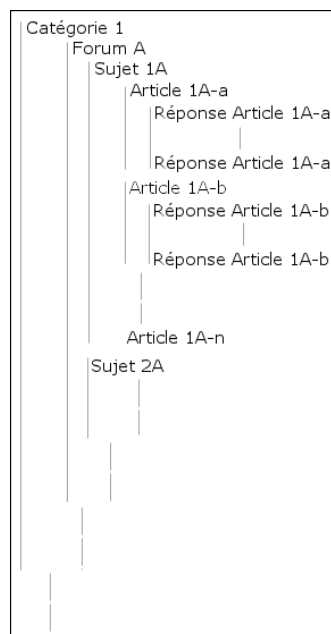 Catégorie 1
Forum A
Sujet 1A
Article 1A-a
Réponse Article 1A-a
Réponse Article 1A-a
Article 1A-b
Réponse Article 1A-b
Réponse Article 1A-b
Article 1A-n
Sujet 2A